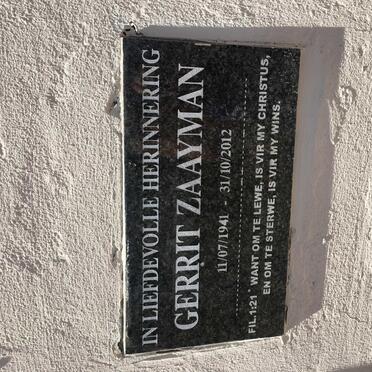 IN LIEFDEVOLLE HERINNERING
GERRIT ZAAYMAN
11/07/1941 - 31/10/2012
FIL.1:21 " WANT OM TE LEWE, IS VIR MY CHRISTUS,
EN OM TE STERWE, IS VIR MY WINS.